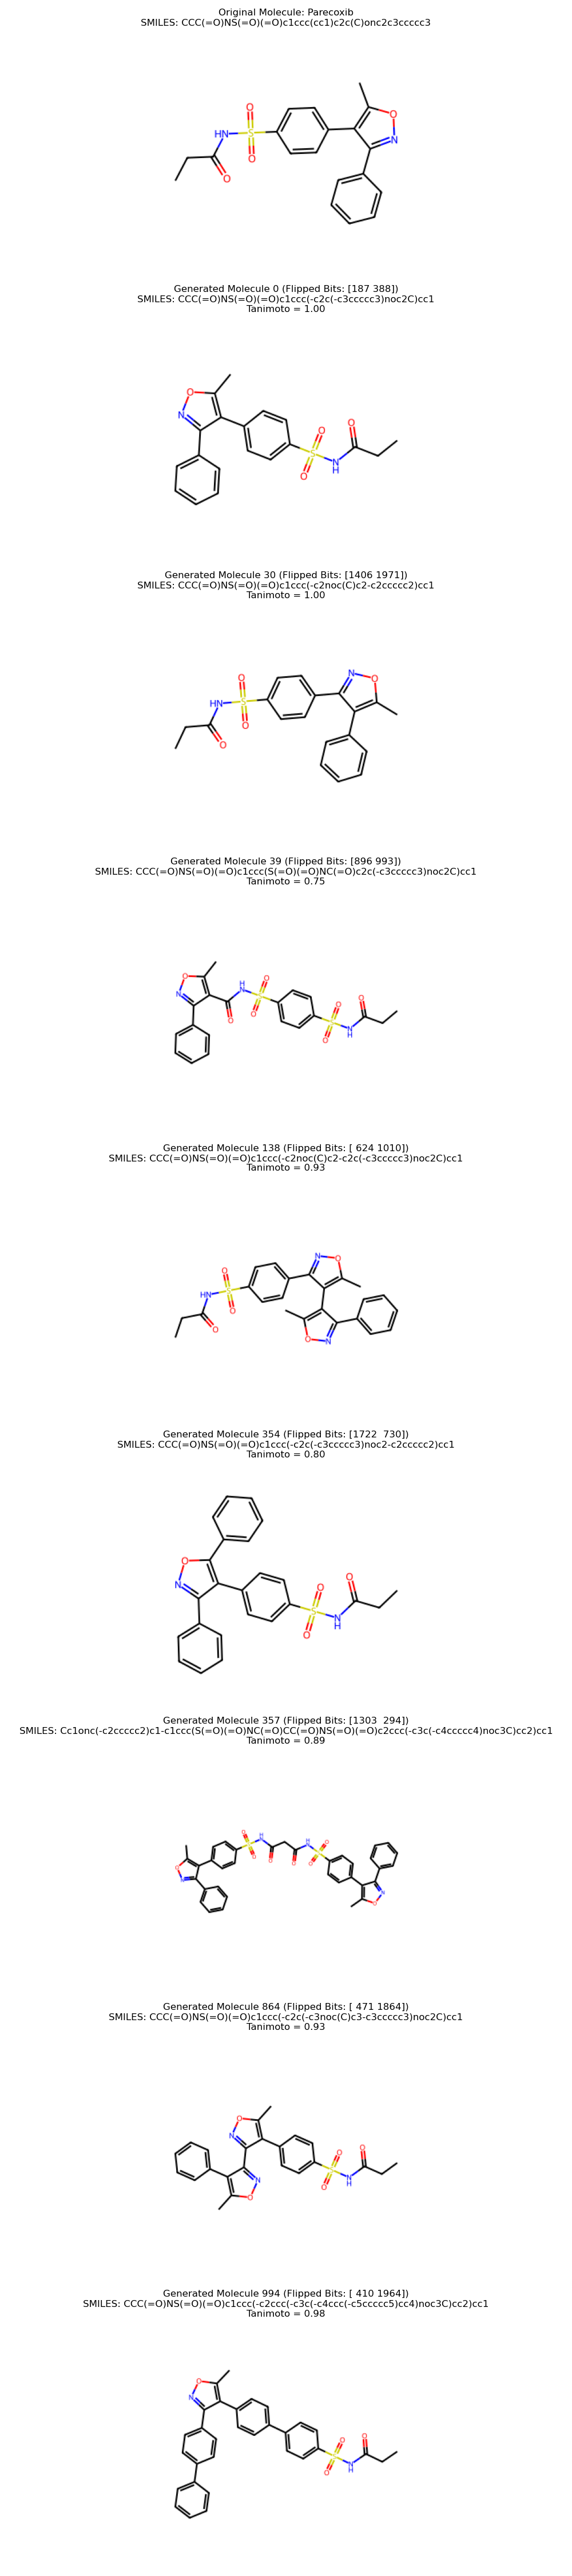 Original Molecule: Parecoxib
SMILES: CCC(=O)NS(=O)(=O)c1ccc(cc1)c2c(C)onc2c3ccccc3
O
HN
S
O
O
N
O
Generated Molecule 0 (Flipped Bits: [187 388])
SMILES: CCC(=O)NS(=O)(=O)c1ccc(-c2c(-c3ccccc3)noc2C)cc1
Tanimoto = 1.00
O
N
O
O
S
O
N
H
Generated Molecule 30 (Flipped Bits: [1406 1971])
SMILES: CCC(=O)NS(=O)(=O)c1ccc(-c2noc(C)c2-c2ccccc2)cc1
Tanimoto = 1.00
N
O
O
HN
S
O
O
Generated Molecule 39 (Flipped Bits: [896 993])
SMILES: CCC(=O)NS(=O)(=O)c1ccc(S(=O)(=O)NC(=O)c2c(-c3ccccc3)noc2C)cc1
Tanimoto = 0.75
O
N
H
N
O
S
O
O
O
S
O
O
N
H
Generated Molecule 138 (Flipped Bits: [ 624 1010])
SMILES: CCC(=O)NS(=O)(=O)c1ccc(-c2noc(C)c2-c2c(-c3ccccc3)noc2C)cc1
Tanimoto = 0.93
N
O
O
HN
S
O
O
O
N
Generated Molecule 354 (Flipped Bits: [1722  730])
SMILES: CCC(=O)NS(=O)(=O)c1ccc(-c2c(-c3ccccc3)noc2-c2ccccc2)cc1
Tanimoto = 0.80
O
N
O
O
S
O
N
H
Generated Molecule 357 (Flipped Bits: [1303  294])
SMILES: Cc1onc(-c2ccccc2)c1-c1ccc(S(=O)(=O)NC(=O)CC(=O)NS(=O)(=O)c2ccc(-c3c(-c4ccccc4)noc3C)cc2)cc1
Tanimoto = 0.89
O
H
N
S
O
O
O
H
N
O
S
O
O
N
N
O
Generated Molecule 864 (Flipped Bits: [ 471 1864])
SMILES: CCC(=O)NS(=O)(=O)c1ccc(-c2c(-c3noc(C)c3-c3ccccc3)noc2C)cc1
Tanimoto = 0.93
O
N
N
O
O
O
S
O
N
H
Generated Molecule 994 (Flipped Bits: [ 410 1964])
SMILES: CCC(=O)NS(=O)(=O)c1ccc(-c2ccc(-c3c(-c4ccc(-c5ccccc5)cc4)noc3C)cc2)cc1
Tanimoto = 0.98
O
N
O
O
S
O
N
H